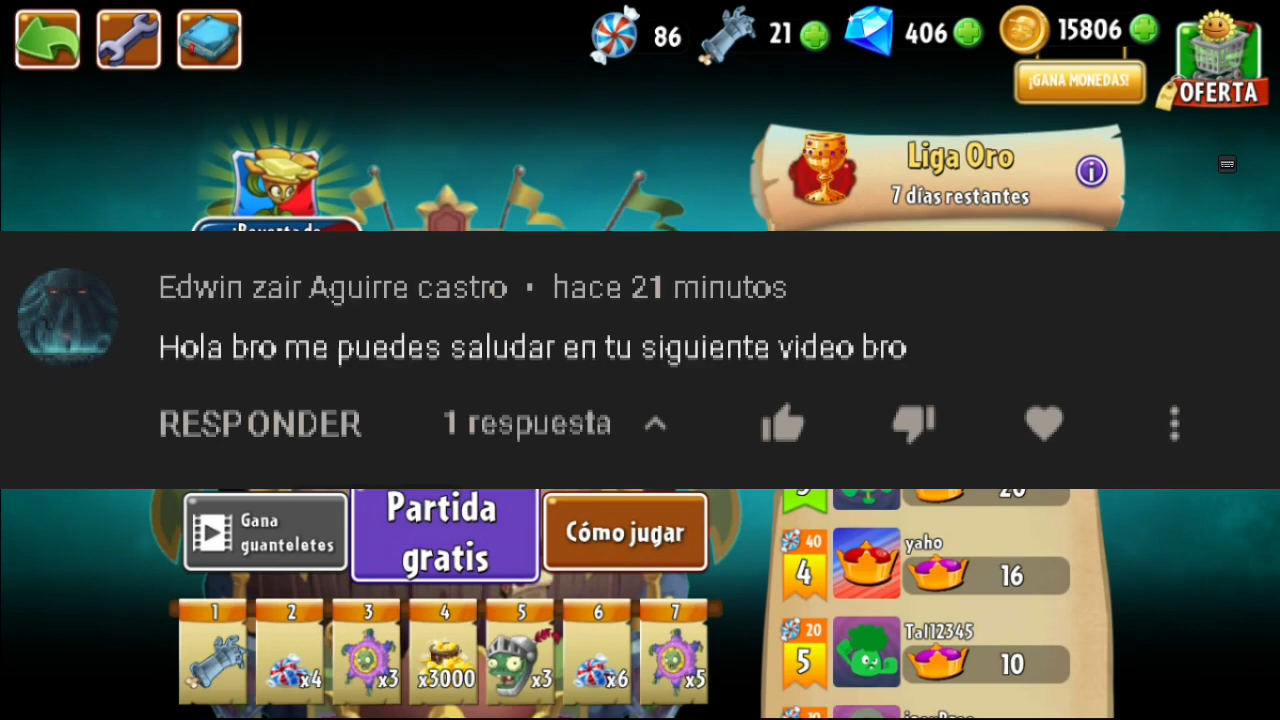 86
21
406
15806
¡GANA MONEDAS!
OFERTA
Liga Oro
7 días restantes
Edwin zair Aguirre castro · hace 21 minutos
Hola bro me puedes saludar en tu siguiente video bro
RESPONDER 1 respuesta
Gana
guanteletes
Partida
gratis
Cómo jugar
20
40
4
yaho
16
20
5
Tal12345
10
1 2 3 4 5 6 7
x4 x3 x3000 x3 x6 x5